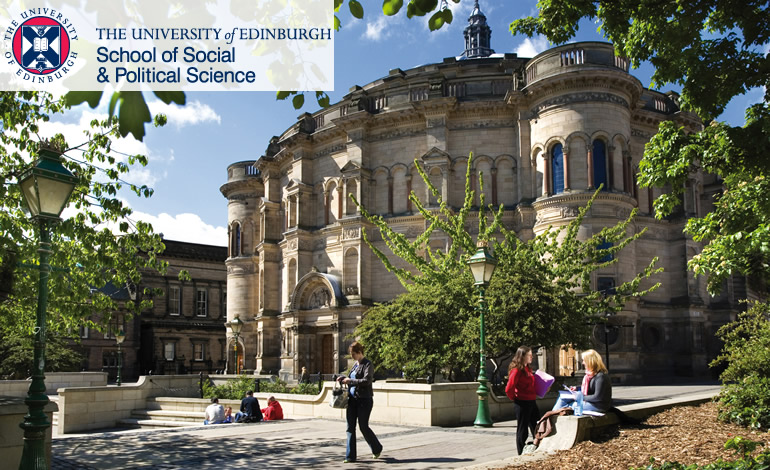 THE UNIVERSITY of EDINBURGH
THE UNIVERSITY of EDINBURGH
School of Social
& Political Science